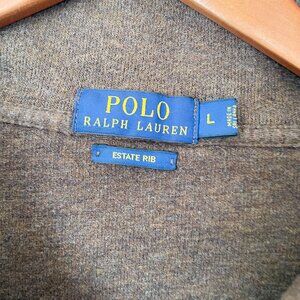 POLO
RALPH LAUREN
L
ESTATE RIB